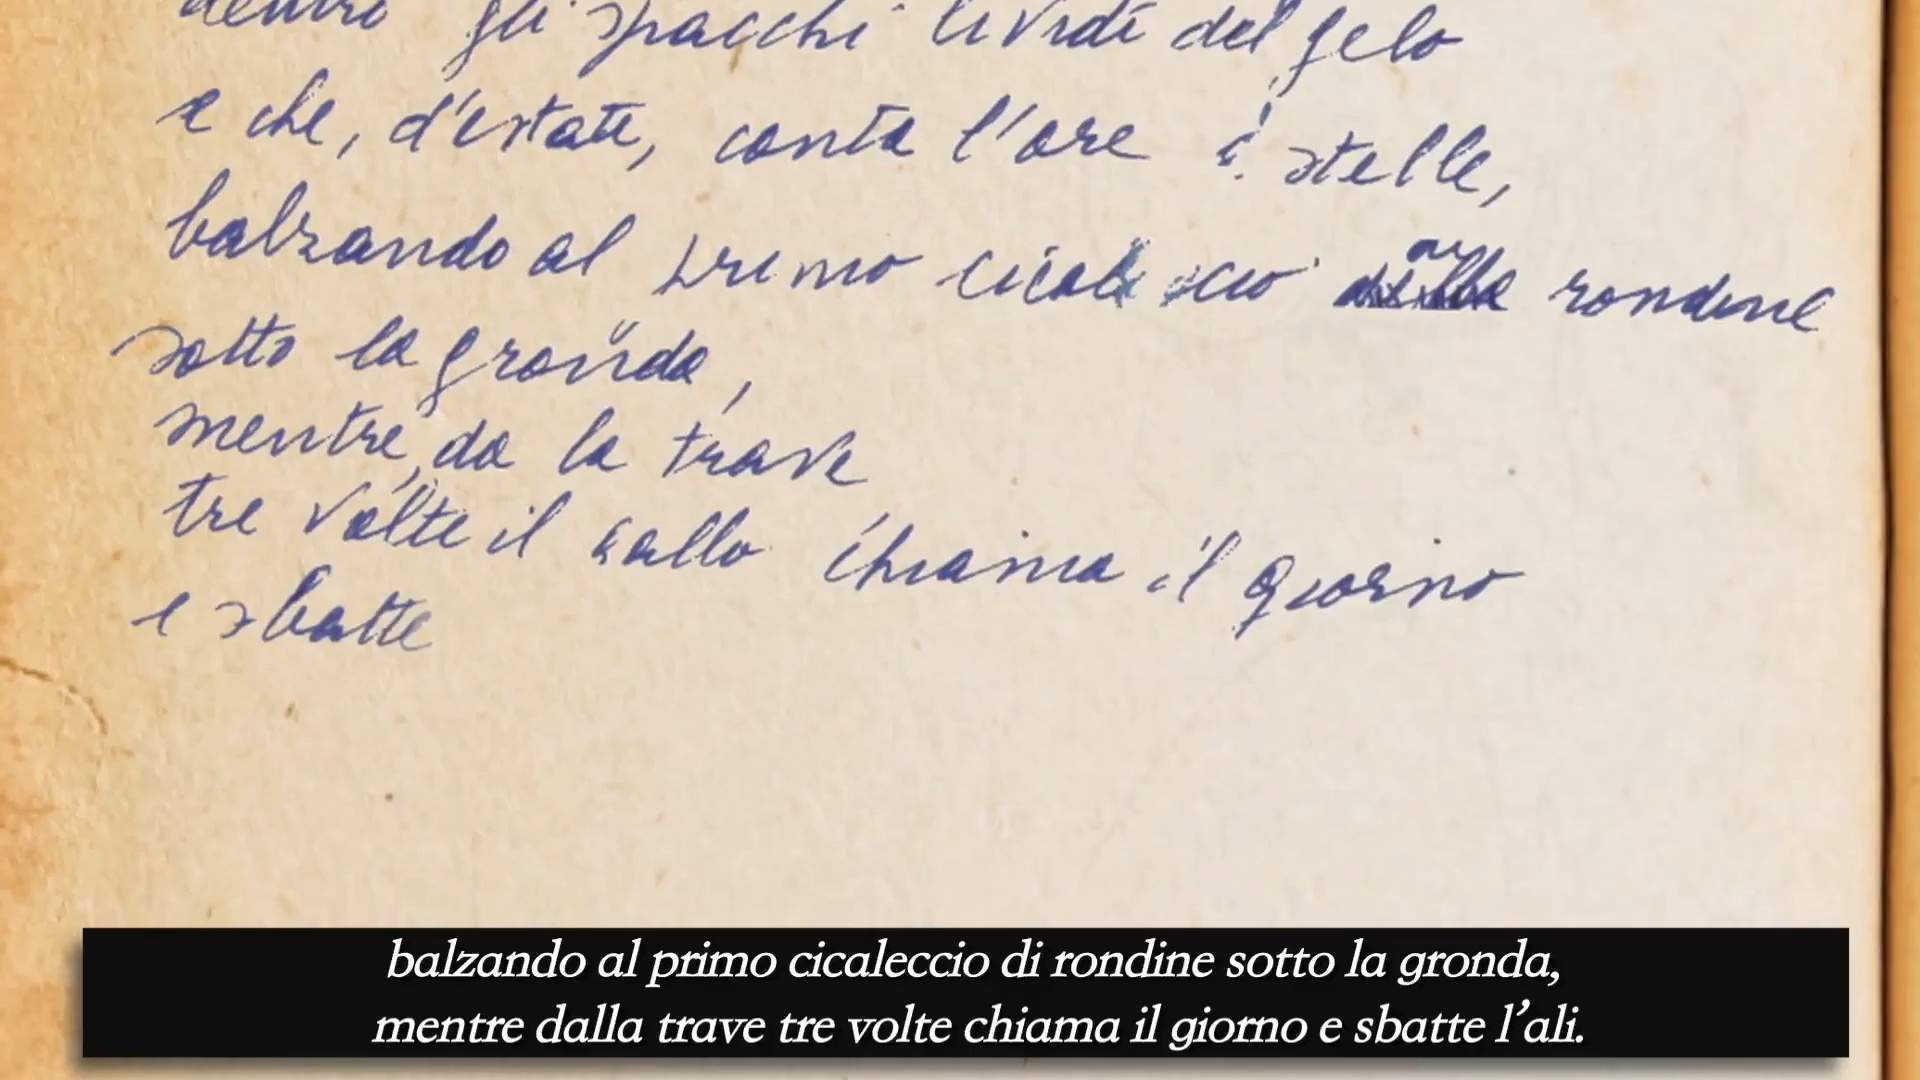 dentro gli spacchi lividi del gelo
e che, d'estate, conta l'ore a stelle,
balzando al primo cicaleccio di rondine
sotto la gronda,
mentre, da la trave
tre volte il gallo chiama il giorno
e sbatte
balzando al primo cicaleccio di rondine sotto la gronda,
mentre dalla trave tre volte chiama il giorno e sbatte l'ali.